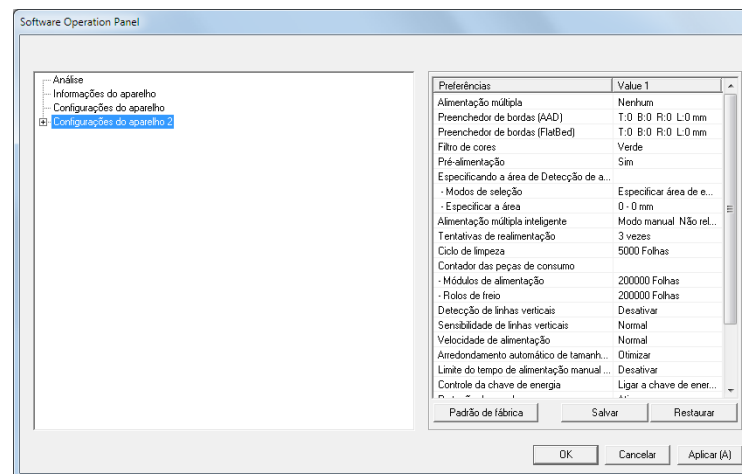 Software Operation Panel
Análise
Informações do aparelho
Configurações do aparelho
Configurações do aparelho 2
Preferências Value 1
Alimentação múltipla Nenhum
Preenchedor de bordas (AAD) T:0 B:0 R:0 L:0 mm
Preenchedor de bordas (FlatBed) T:0 B:0 R:0 L:0 mm
Filtro de cores Verde
Pré-alimentação Sim
Especificando a área de Detecção de a...
- Modos de seleção Especificar área de e...
- Especificar a área 0 - 0 mm
Alimentação múltipla inteligente Modo manual Não rel...
Tentativas de realimentação 3 vezes
Ciclo de limpeza 5000 Folhas
Contador das peças de consumo
- Módulos de alimentação 200000 Folhas
- Rolos de freio 200000 Folhas
Detecção de linhas verticais Desativar
Sensibilidade de linhas verticais Normal
Velocidade de alimentação Normal
Arredondamento automático de tamanh... Otimizar
Limite do tempo de alimentação manual ... Desativar
Controle da chave de energia Ligar a chave de ener...
Padrão de fábrica Salvar Restaurar
OK Cancelar Aplicar (A)